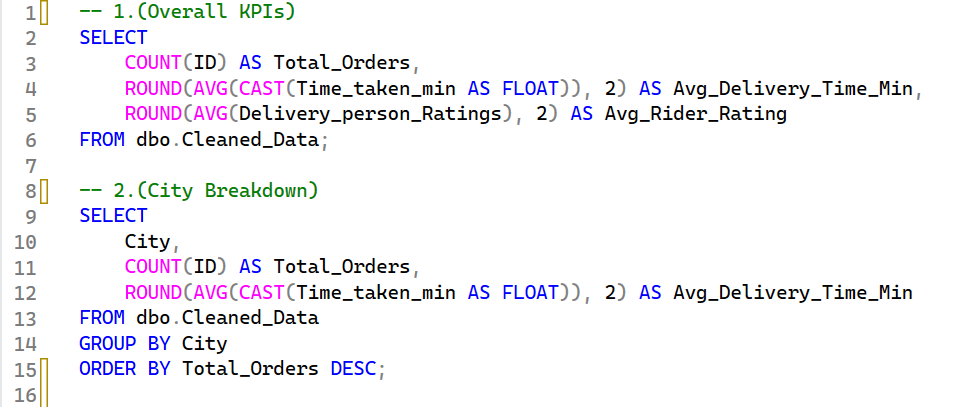 1 -- 1.(Overall KPIs)
2 SELECT
3 COUNT(ID) AS Total_Orders,
4 ROUND(AVG(CAST(Time_taken_min AS FLOAT)), 2) AS Avg_Delivery_Time_Min,
5 ROUND(AVG(Delivery_person_Ratings), 2) AS Avg_Rider_Rating
6 FROM dbo.Cleaned_Data;
7
8 -- 2.(City Breakdown)
9 SELECT
10 City,
11 COUNT(ID) AS Total_Orders,
12 ROUND(AVG(CAST(Time_taken_min AS FLOAT)), 2) AS Avg_Delivery_Time_Min
13 FROM dbo.Cleaned_Data
14 GROUP BY City
15 ORDER BY Total_Orders DESC;
16